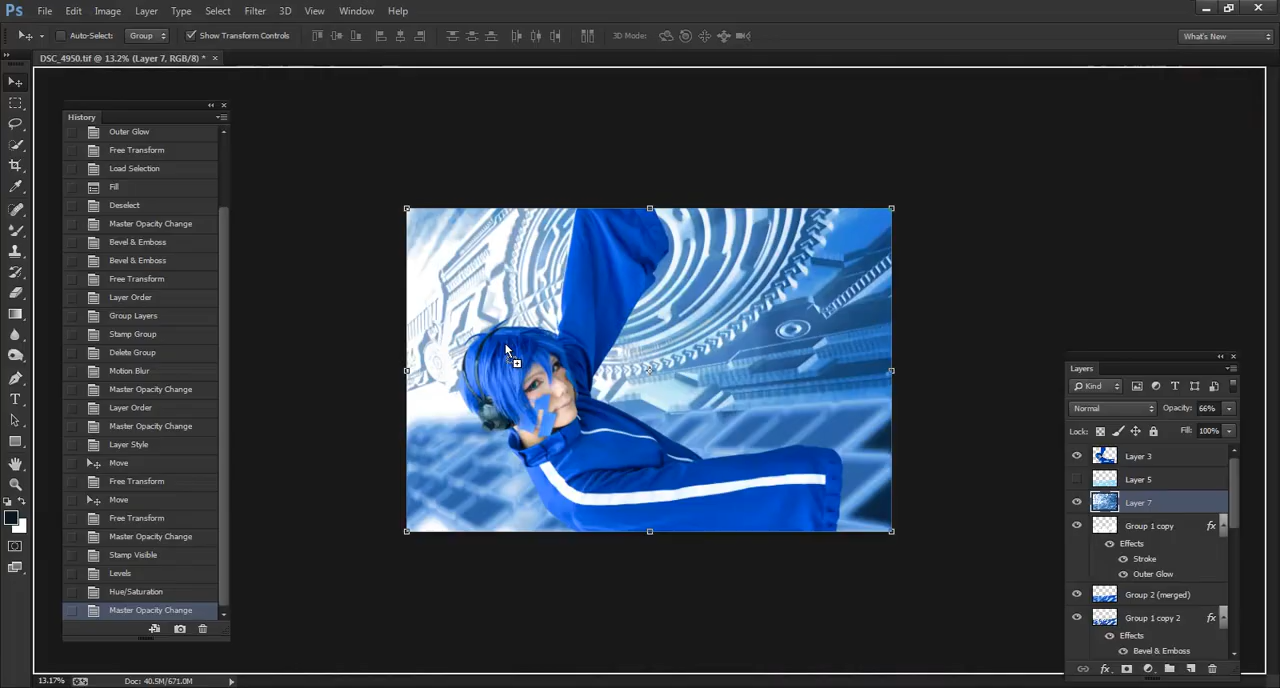 Ps File Edit Image Layer Type Select Filter 3D View Window Help
Auto-Select: Group Show Transform Controls 3D Mode: What's New
DSC_4950.tif @ 13.2% (Layer 7, RGB/8) *
History
Outer Glow
Free Transform
Load Selection
Fill
Deselect
Master Opacity Change
Bevel & Emboss
Bevel & Emboss
Free Transform
Layer Order
Group Layers
Stamp Group
Delete Group
Motion Blur
Master Opacity Change
Layer Order
Master Opacity Change
Layer Style
Move
Free Transform
Move
Free Transform
Master Opacity Change
Stamp Visible
Levels
Hue/Saturation
Master Opacity Change
Layers
Kind
Normal Opacity: 66%
Lock: Fill: 100%
Layer 3
Layer 5
Layer 7
Group 1 copy fx
Effects
Stroke
Outer Glow
Group 2 (merged)
Group 1 copy 2 fx
Effects
Bevel & Emboss
fx
13.17% Doc: 40.5M/671.0M